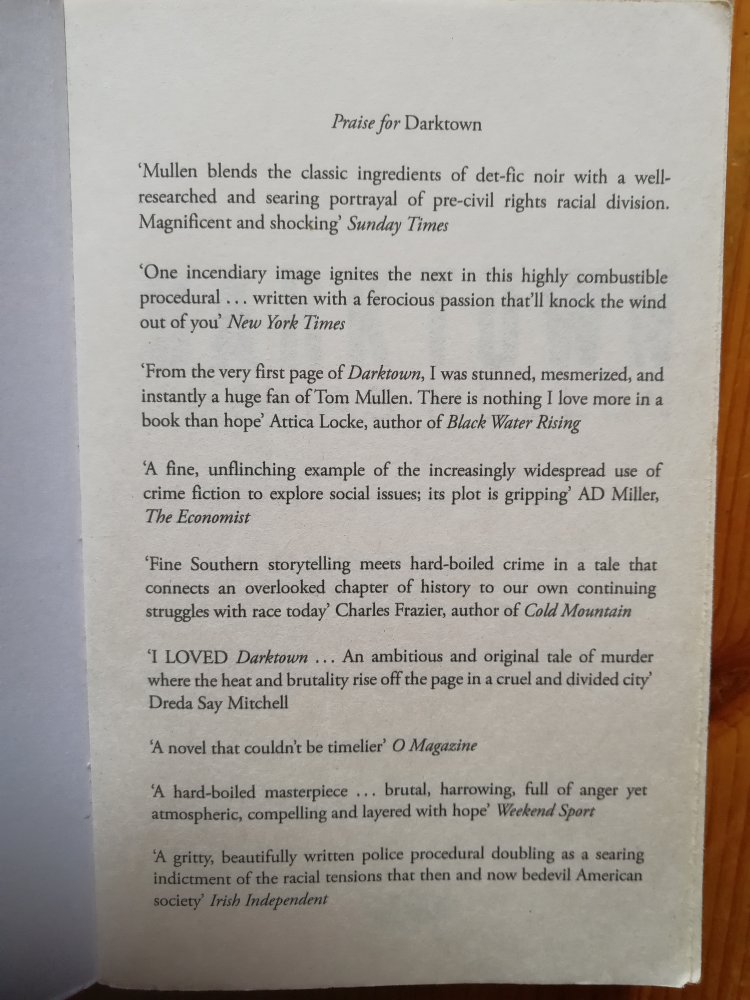 Praise for Darktown
‘Mullen blends the classic ingredients of det-fic noir with a well-
researched and searing portrayal of pre-civil rights racial division.
Magnificent and shocking’ Sunday Times
‘One incendiary image ignites the next in this highly combustible
procedural ... written with a ferocious passion that’ll knock the wind
out of you’ New York Times
‘From the very first page of Darktown, I was stunned, mesmerized, and
instantly a huge fan of Tom Mullen. There is nothing I love more in a
book than hope’ Attica Locke, author of Black Water Rising
‘A fine, unflinching example of the increasingly widespread use of
crime fiction to explore social issues; its plot is gripping’ AD Miller,
The Economist
‘Fine Southern storytelling meets hard-boiled crime in a tale that
connects an overlooked chapter of history to our own continuing
struggles with race today’ Charles Frazier, author of Cold Mountain
‘I LOVED Darktown ... An ambitious and original tale of murder
where the heat and brutality rise off the page in a cruel and divided city’
Dreda Say Mitchell
‘A novel that couldn’t be timelier’ O Magazine
‘A hard-boiled masterpiece ... brutal, harrowing, full of anger yet
atmospheric, compelling and layered with hope’ Weekend Sport
‘A gritty, beautifully written police procedural doubling as a searing
indictment of the racial tensions that then and now bedevil American
society’ Irish Independent